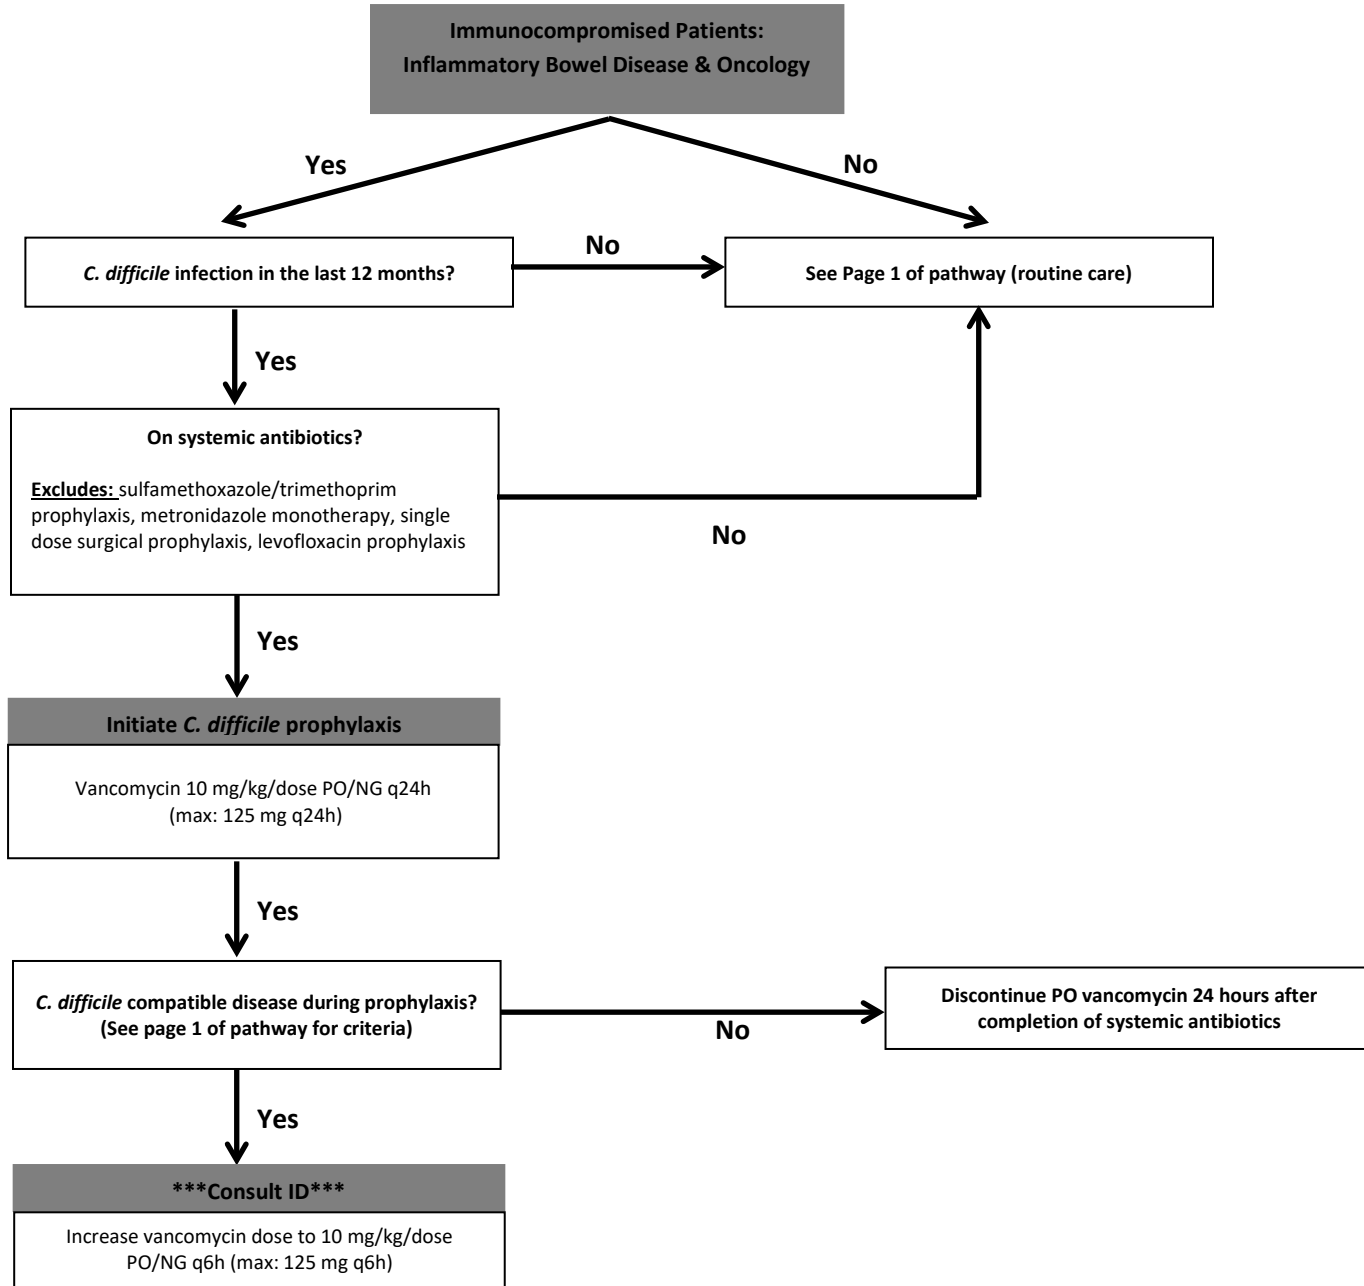 Immunocompromised Patients:
Inflammatory Bowel Disease & Oncology
Yes
No
C. difficile infection in the last 12 months?
No
See Page 1 of pathway (routine care)
Yes
On systemic antibiotics?
Excludes: sulfamethoxazole/trimethoprim
prophylaxis, metronidazole monotherapy, single
dose surgical prophylaxis, levofloxacin prophylaxis
No
Yes
Initiate C. difficile prophylaxis
Vancomycin 10 mg/kg/dose PO/NG q24h
(max: 125 mg q24h)
Yes
C. difficile compatible disease during prophylaxis?
(See page 1 of pathway for criteria)
No
Discontinue PO vancomycin 24 hours after
completion of systemic antibiotics
Yes
***Consult ID***
Increase vancomycin dose to 10 mg/kg/dose
PO/NG q6h (max: 125 mg q6h)